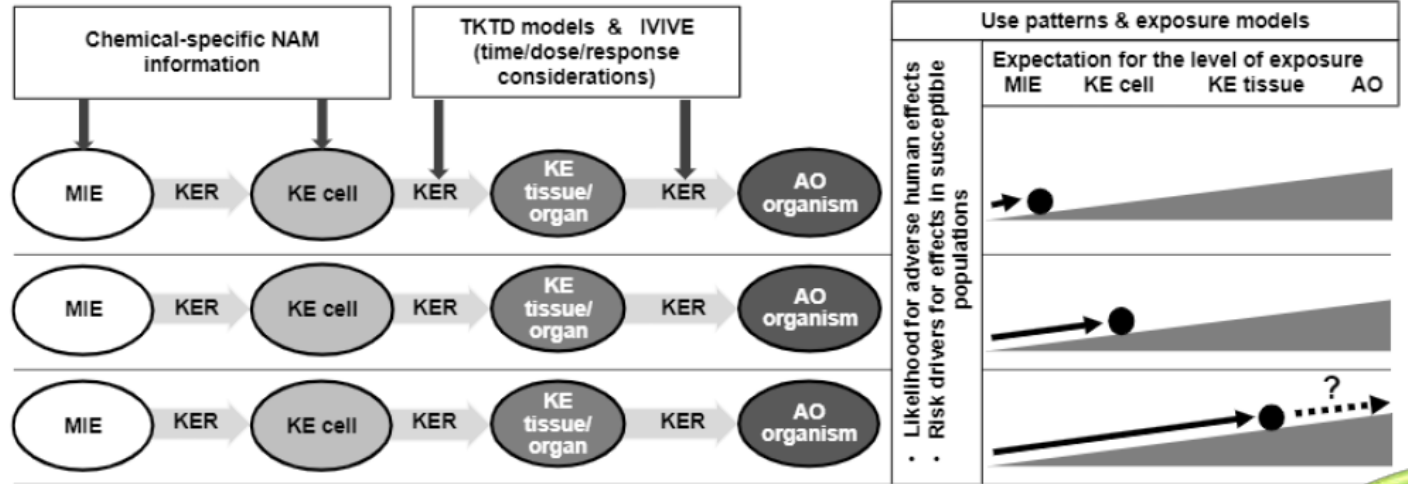 Chemical-specific NAM
information
TKTD models & IVIVE
(time/dose/response
considerations)
Use patterns & exposure models
Expectation for the level of exposure
MIE KE cell KE tissue AO
MIE KER KE cell KER KE
tissue/
organ KER AO
organism
MIE KER KE cell KER KE
tissue/
organ KER AO
organism
MIE KER KE cell KER KE
tissue/
organ KER AO
organism
• Likelihood for adverse human effects
• Risk drivers for effects in susceptible
populations
?